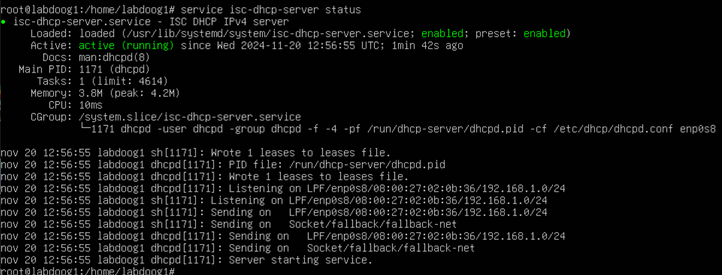 root@labdoog1:/home/labdoog1# service isc-dhcp-server status
● isc-dhcp-server.service - ISC DHCP IPv4 server
Loaded: loaded (/usr/lib/systemd/system/isc-dhcp-server.service; enabled; preset: enabled)
Active: active (running) since Wed 2024-11-20 12:56:55 UTC; 1min 42s ago
Docs: man:dhcpd(8)
Main PID: 1171 (dhcpd)
Tasks: 1 (limit: 4614)
Memory: 3.8M (peak: 4.2M)
CPU: 10ms
CGroup: /system.slice/isc-dhcp-server.service
└─1171 dhcpd -user dhcpd -group dhcpd -f -4 -pf /run/dhcp-server/dhcpd.pid -cf /etc/dhcp/dhcpd.conf enp0s8
nov 20 12:56:55 labdoog1 sh[1171]: Wrote 1 leases to leases file.
nov 20 12:56:55 labdoog1 dhcpd[1171]: PID file: /run/dhcp-server/dhcpd.pid
nov 20 12:56:55 labdoog1 dhcpd[1171]: Wrote 1 leases to leases file.
nov 20 12:56:55 labdoog1 dhcpd[1171]: Listening on LPF/enp0s8/08:00:27:02:0b:36/192.168.1.0/24
nov 20 12:56:55 labdoog1 sh[1171]: Listening on LPF/enp0s8/08:00:27:02:0b:36/192.168.1.0/24
nov 20 12:56:55 labdoog1 sh[1171]: Sending on   LPF/enp0s8/08:00:27:02:0b:36/192.168.1.0/24
nov 20 12:56:55 labdoog1 sh[1171]: Sending on   Socket/fallback/fallback-net
nov 20 12:56:55 labdoog1 dhcpd[1171]: Sending on   LPF/enp0s8/08:00:27:02:0b:36/192.168.1.0/24
nov 20 12:56:55 labdoog1 dhcpd[1171]: Sending on   Socket/fallback/fallback-net
nov 20 12:56:55 labdoog1 dhcpd[1171]: Server starting service.
root@labdoog1:/home/labdoog1#